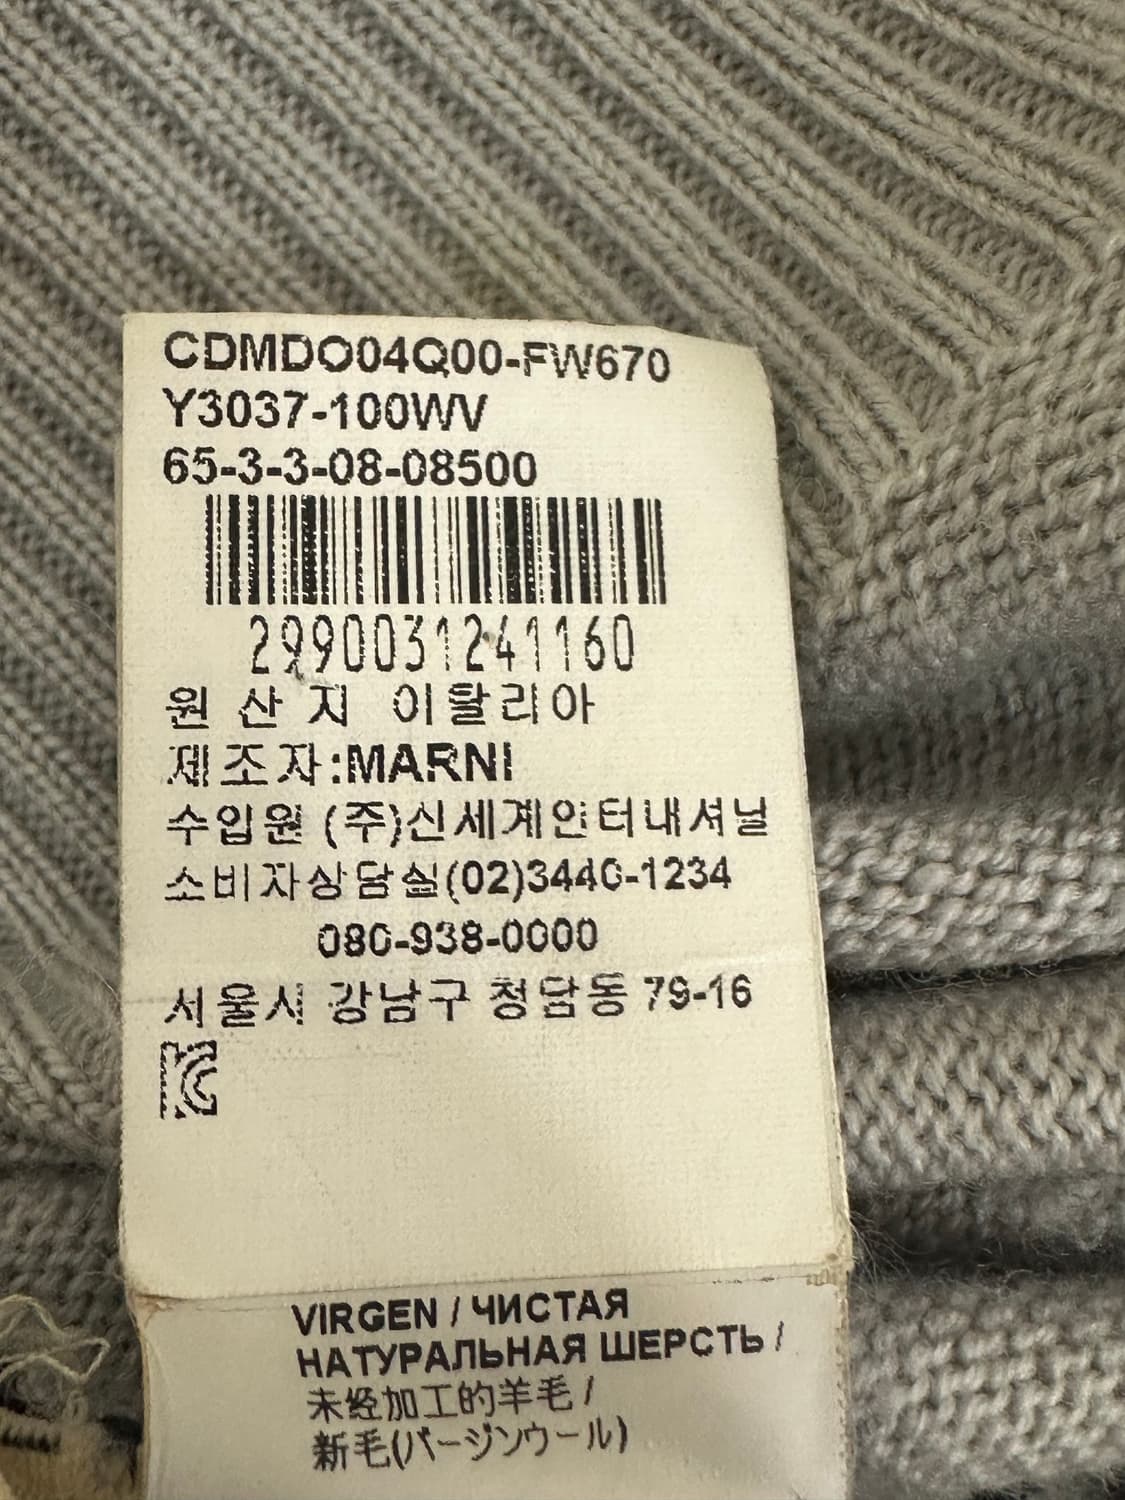 CDMDO04Q00-FW670
Y3037-100WV
65-3-3-08-08500
2990031241160
원 산 지 이탈리아
제조자:MARNI
수입원 (주)신세계인터내셔널
소비자상담실(02)3440-1234
080-938-0000
서울시 강남구 청담동 79-16
VIRGEN / ЧИСТАЯ
НАТУРАЛЬНАЯ ШЕРСТЬ /
未经加工的羊毛 /
新毛(バージンウール)